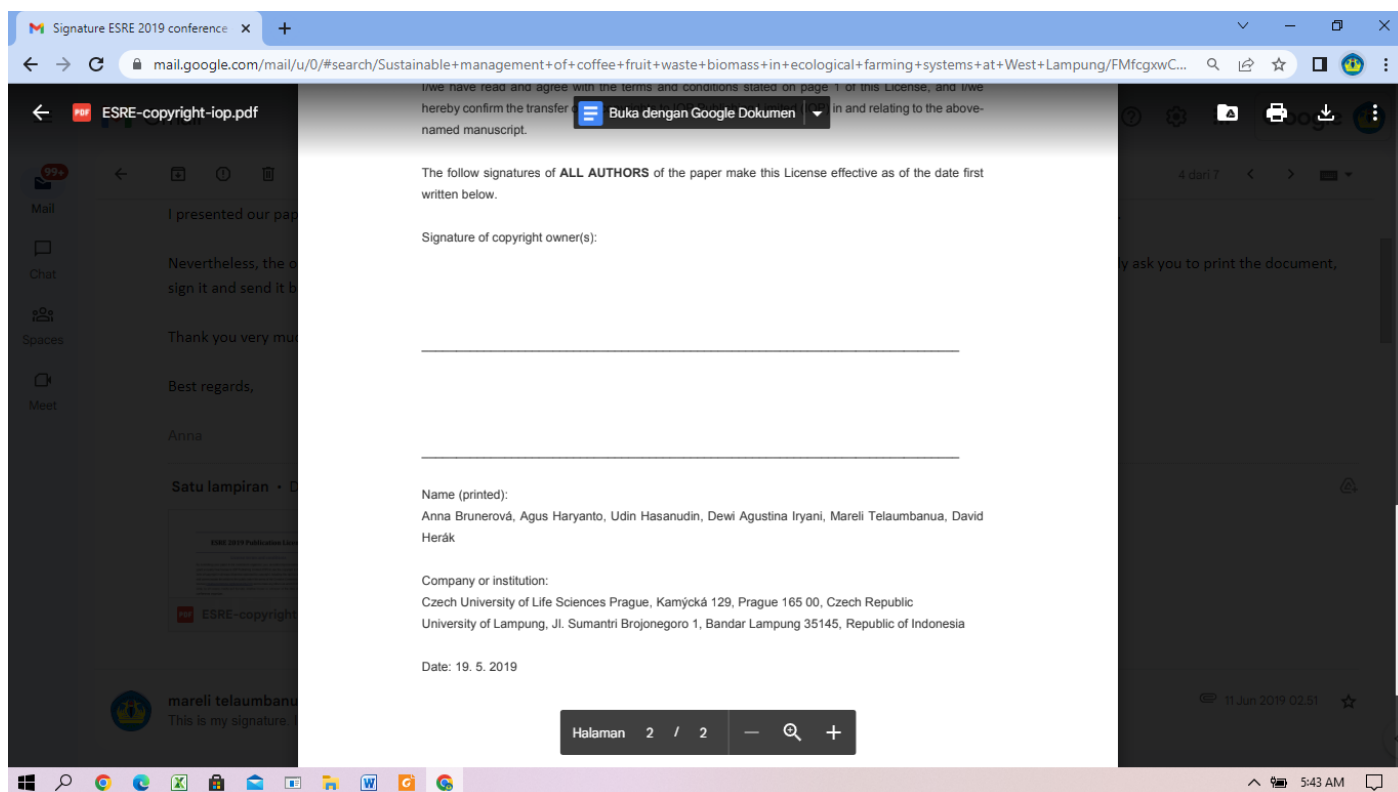 Signature ESRE 2019 conference
mail.google.com/mail/u/0/#search/Sustainable+management+of+coffee+fruit+waste+biomass+in+ecological+farming+systems+at+West+Lampung/FMfcgxwC...
PDF ESRE-copyright-iop.pdf
Buka dengan Google Dokumen
I/we have read and agree with the terms and conditions stated on page 1 of this License, and I/we
hereby confirm the transfer in and relating to the above-
named manuscript.
The follow signatures of ALL AUTHORS of the paper make this License effective as of the date first
written below.
Signature of copyright owner(s):
Name (printed):
Anna Brunerová, Agus Haryanto, Udin Hasanudin, Dewi Agustina Iryani, Mareli Telaumbanua, David
Herák
Company or institution:
Czech University of Life Sciences Prague, Kamýcká 129, Prague 165 00, Czech Republic
University of Lampung, Jl. Sumantri Brojonegoro 1, Bandar Lampung 35145, Republic of Indonesia
Date: 19. 5. 2019
Halaman 2 / 2
99+
Mail
Chat
Spaces
Meet
4 dari 7
I presented our pap
Nevertheless, the o
ly ask you to print the document,
sign it and send it b
Thank you very mu
Best regards,
Anna
Satu lampiran
ESRE 2019 Publication
PDF ESRE-copyright
mareli telaumbanu
11 Jun 2019 02.51
This is my signature.
5:43 AM